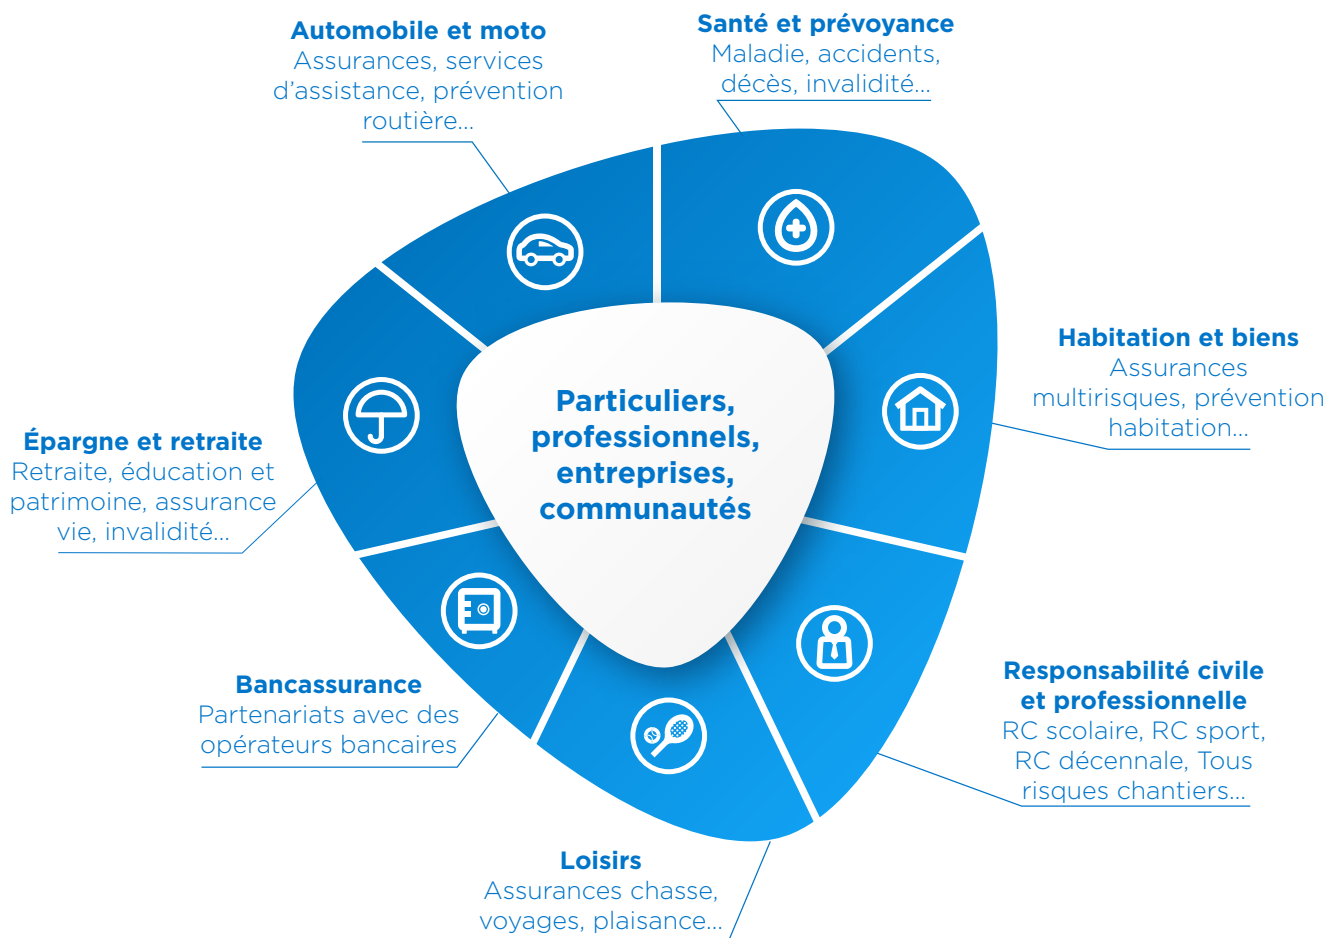 Automobile et moto
Assurances, services
d’assistance, prévention
routière...
Santé et prévoyance
Maladie, accidents,
décès, invalidité...
Habitation et biens
Assurances
multirisques, prévention
habitation...
Particuliers,
professionnels,
entreprises,
communautés
Épargne et retraite
Retraite, éducation et
patrimoine, assurance
vie, invalidité...
Bancassurance
Partenariats avec des
opérateurs bancaires
Responsabilité civile
et professionnelle
RC scolaire, RC sport,
RC décennale, Tous
risques chantiers...
Loisirs
Assurances chasse,
voyages, plaisance...